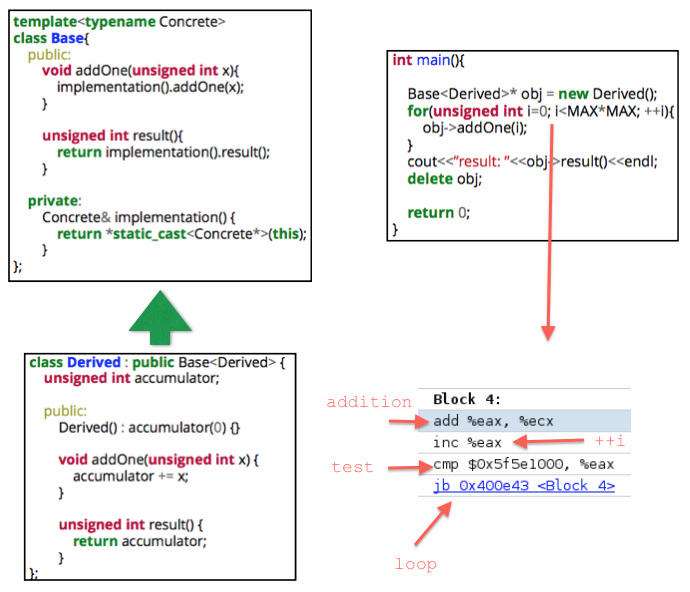 template<typename Concrete>
class Base{
public:
void addOne(unsigned int x){
implementation().addOne(x);
}
unsigned int result(){
return implementation().result();
}
private:
Concrete& implementation() {
return *static_cast<Concrete*>(this);
}
};
class Derived : public Base<Derived> {
unsigned int accumulator;
public:
Derived() : accumulator(0) {}
void addOne(unsigned int x) {
accumulator += x;
}
unsigned int result() {
return accumulator;
}
};
int main(){
Base<Derived>* obj = new Derived();
for(unsigned int i=0; i<MAX*MAX; ++i){
obj->addOne(i);
}
cout<<"result: "<<obj->result()<<endl;
delete obj;
return 0;
}
Block 4:
addition
add %eax, %ecx
inc %eax
++i
test
cmp $0x5f5e1000, %eax
jb 0x400e43 <Block 4>
loop